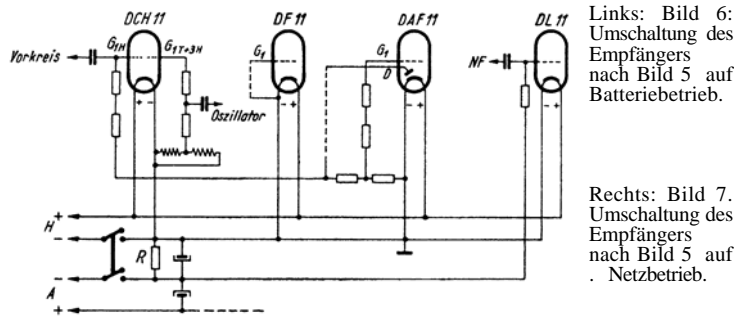 DCH 11
DF 11
DAF 11
DL 11
Vorkreis
G1H
G1T+3H
G1
G1
D
NF
Oszillator
+ -
- +
- +
- +
+
H
-
R
-
A
+
Links: Bild 6:
Umschaltung des
Empfängers
nach Bild 5 auf
Batteriebetrieb.
Rechts: Bild 7.
Umschaltung des
Empfängers
nach Bild 5 auf
. Netzbetrieb.